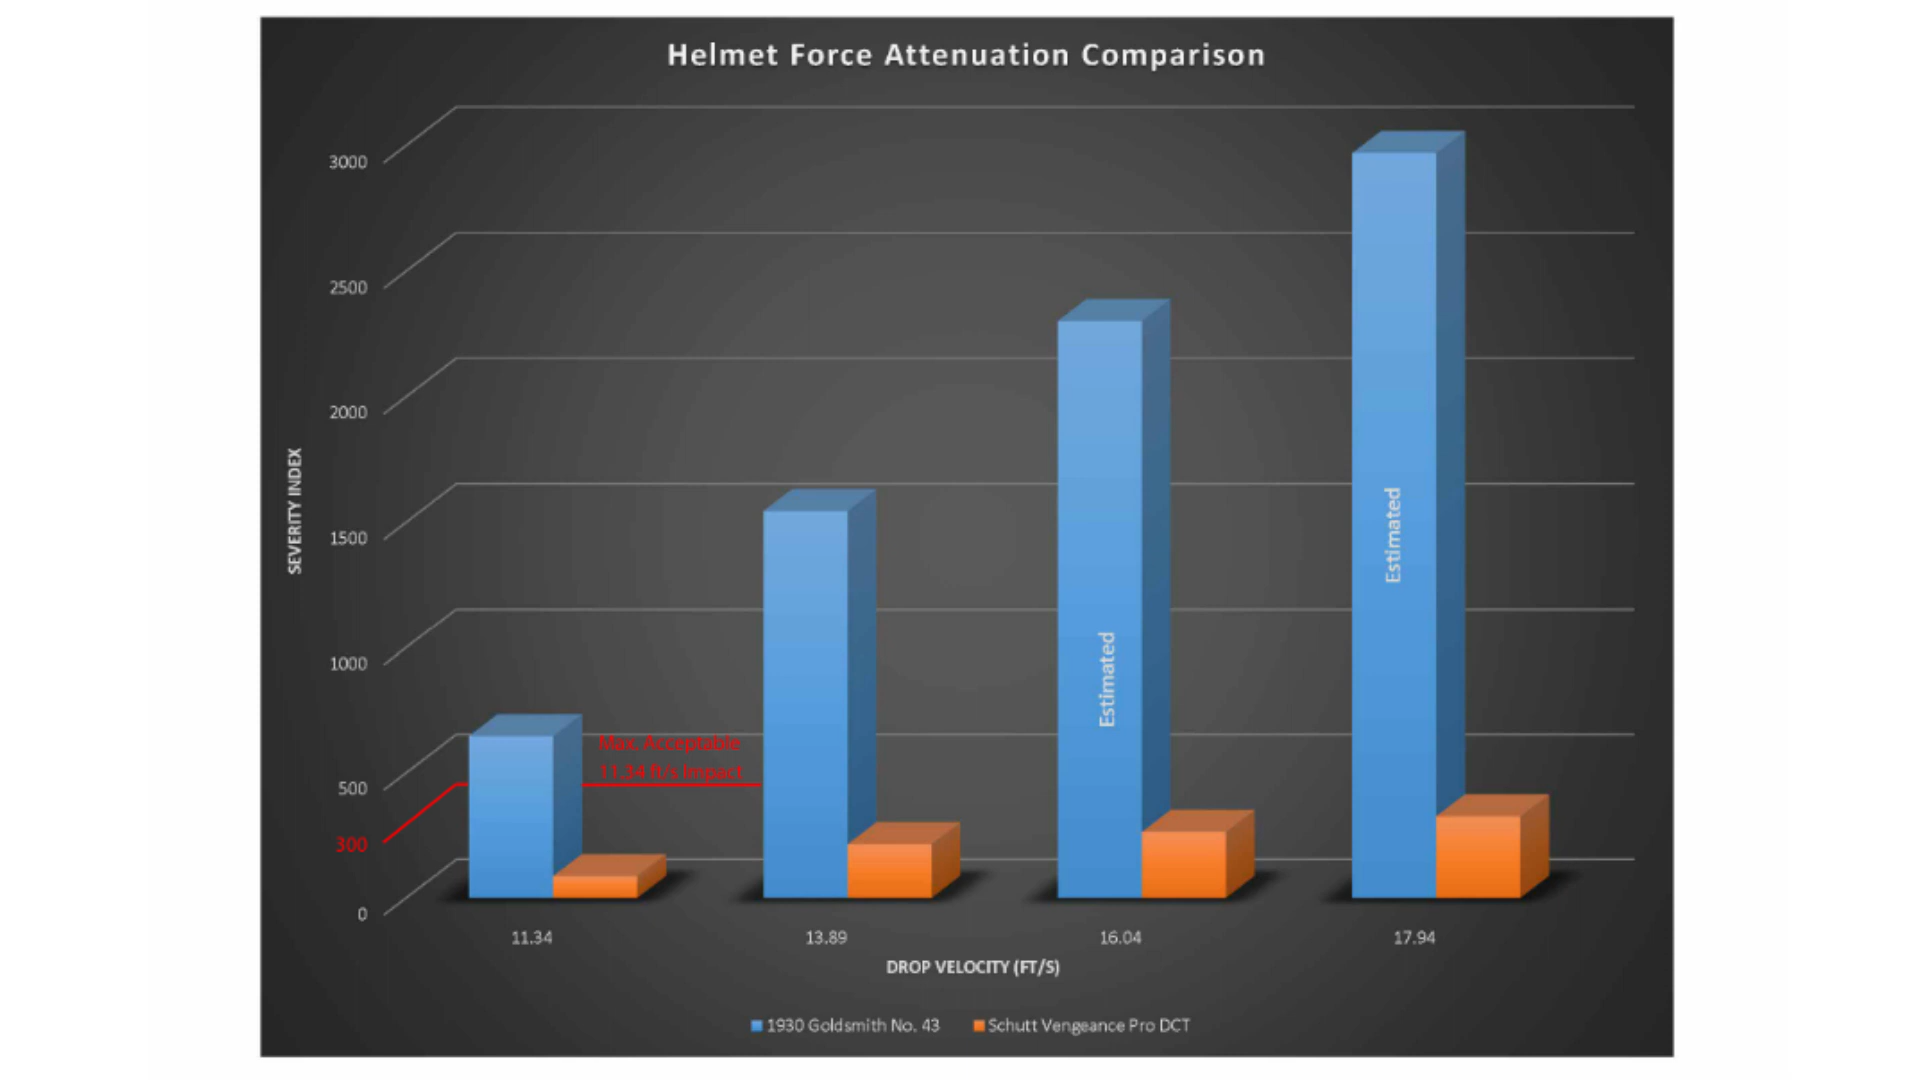 Helmet Force Attenuation Comparison
3000
2500
2000
1500
1000
500
300
0
SEVERITY INDEX
Max. Acceptable
11.34 ft/s Impact
Estimated
Estimated
11.34
13.89
16.04
17.94
DROP VELOCITY (FT/S)
1930 Goldsmith No. 43
Schutt Vengeance Pro DCT